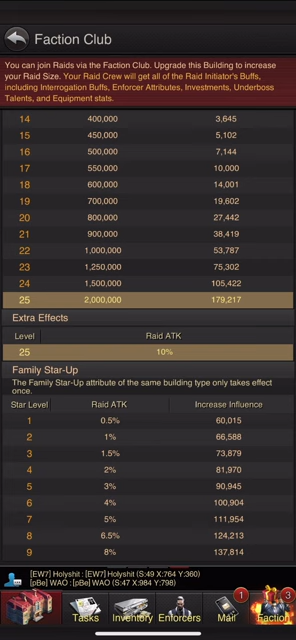 Faction Club
You can join Raids via the Faction Club. Upgrade this Building to increase
your Raid Size. Your Raid Crew will get all of the Raid Initiator's Buffs,
including Interrogation Buffs, Enforcer Attributes, Investments, Underboss
Talents, and Equipment stats.
14 400,000 3,645
15 450,000 5,102
16 500,000 7,144
17 550,000 10,000
18 600,000 14,001
19 700,000 19,602
20 800,000 27,442
21 900,000 38,419
22 1,000,000 53,787
23 1,250,000 75,302
24 1,500,000 105,422
25 2,000,000 179,217
Extra Effects
Level Raid ATK
25 10%
Family Star-Up
The Family Star-Up attribute of the same building type only takes effect
once.
Star Level Raid ATK Increase Influence
1 0.5% 60,015
2 1% 66,588
3 1.5% 73,879
4 2% 81,970
5 3% 90,945
6 4% 100,904
7 5% 111,954
8 6.5% 124,213
9 8% 137,814
[EW7] Holyshit : [EW7] Holyshit (S:49 X:764 Y:360)
[pBe] WAO : [pBe] WAO (S:47 X:984 Y:798)
1 3
Tasks Inventory Enforcers Mail Faction